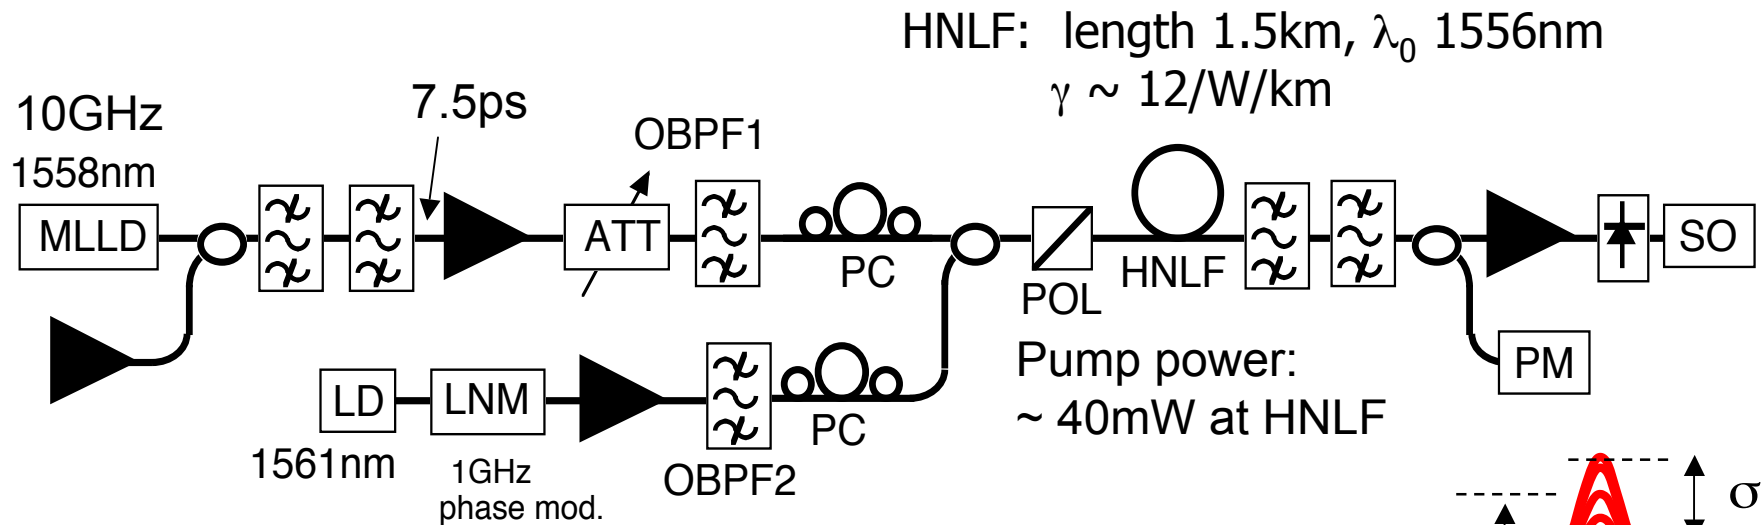 HNLF: length 1.5km, λ0 1556nm
γ ~ 12/W/km
10GHz
1558nm
7.5ps
OBPF1
MLLD
ATT
PC
POL
HNLF
SO
LD
LNM
PC
PM
1561nm
1GHz
phase mod.
OBPF2
Pump power:
~ 40mW at HNLF
σ